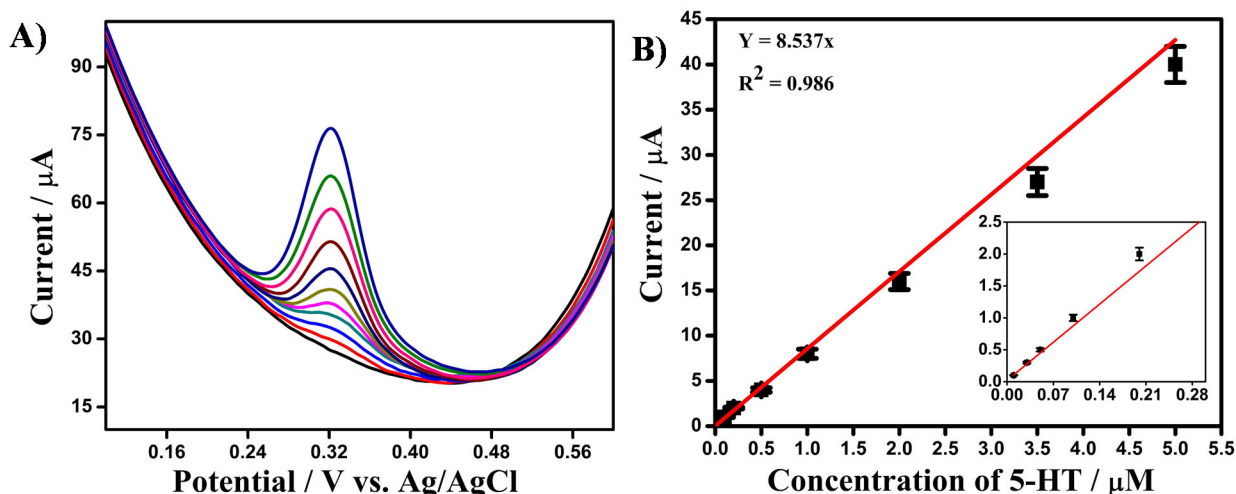 A)
90
75
60
45
30
15
Current / μA
0.16 0.24 0.32 0.40 0.48 0.56
Potential / V vs. Ag/AgCl
B)
Y = 8.537x
R² = 0.986
45
40
35
30
25
20
15
10
5
0
Current / μA
0.0 0.5 1.0 1.5 2.0 2.5 3.0 3.5 4.0 4.5 5.0 5.5
Concentration of 5-HT / μM
2.5
2.0
1.5
1.0
0.5
0.0
0.00 0.07 0.14 0.21 0.28